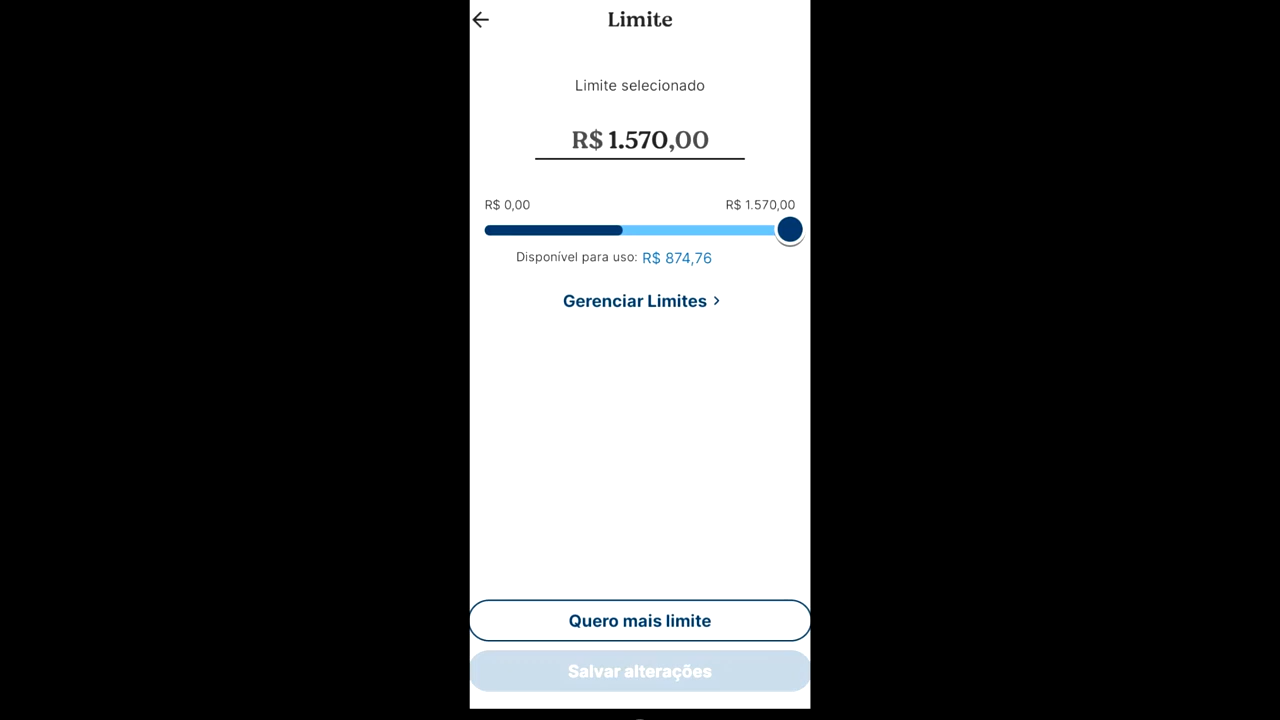 Limite
Limite selecionado
R$ 1.570,00
R$ 0,00 R$ 1.570,00
Disponível para uso: R$ 874,76
Gerenciar Limites
Quero mais limite
Salvar alterações